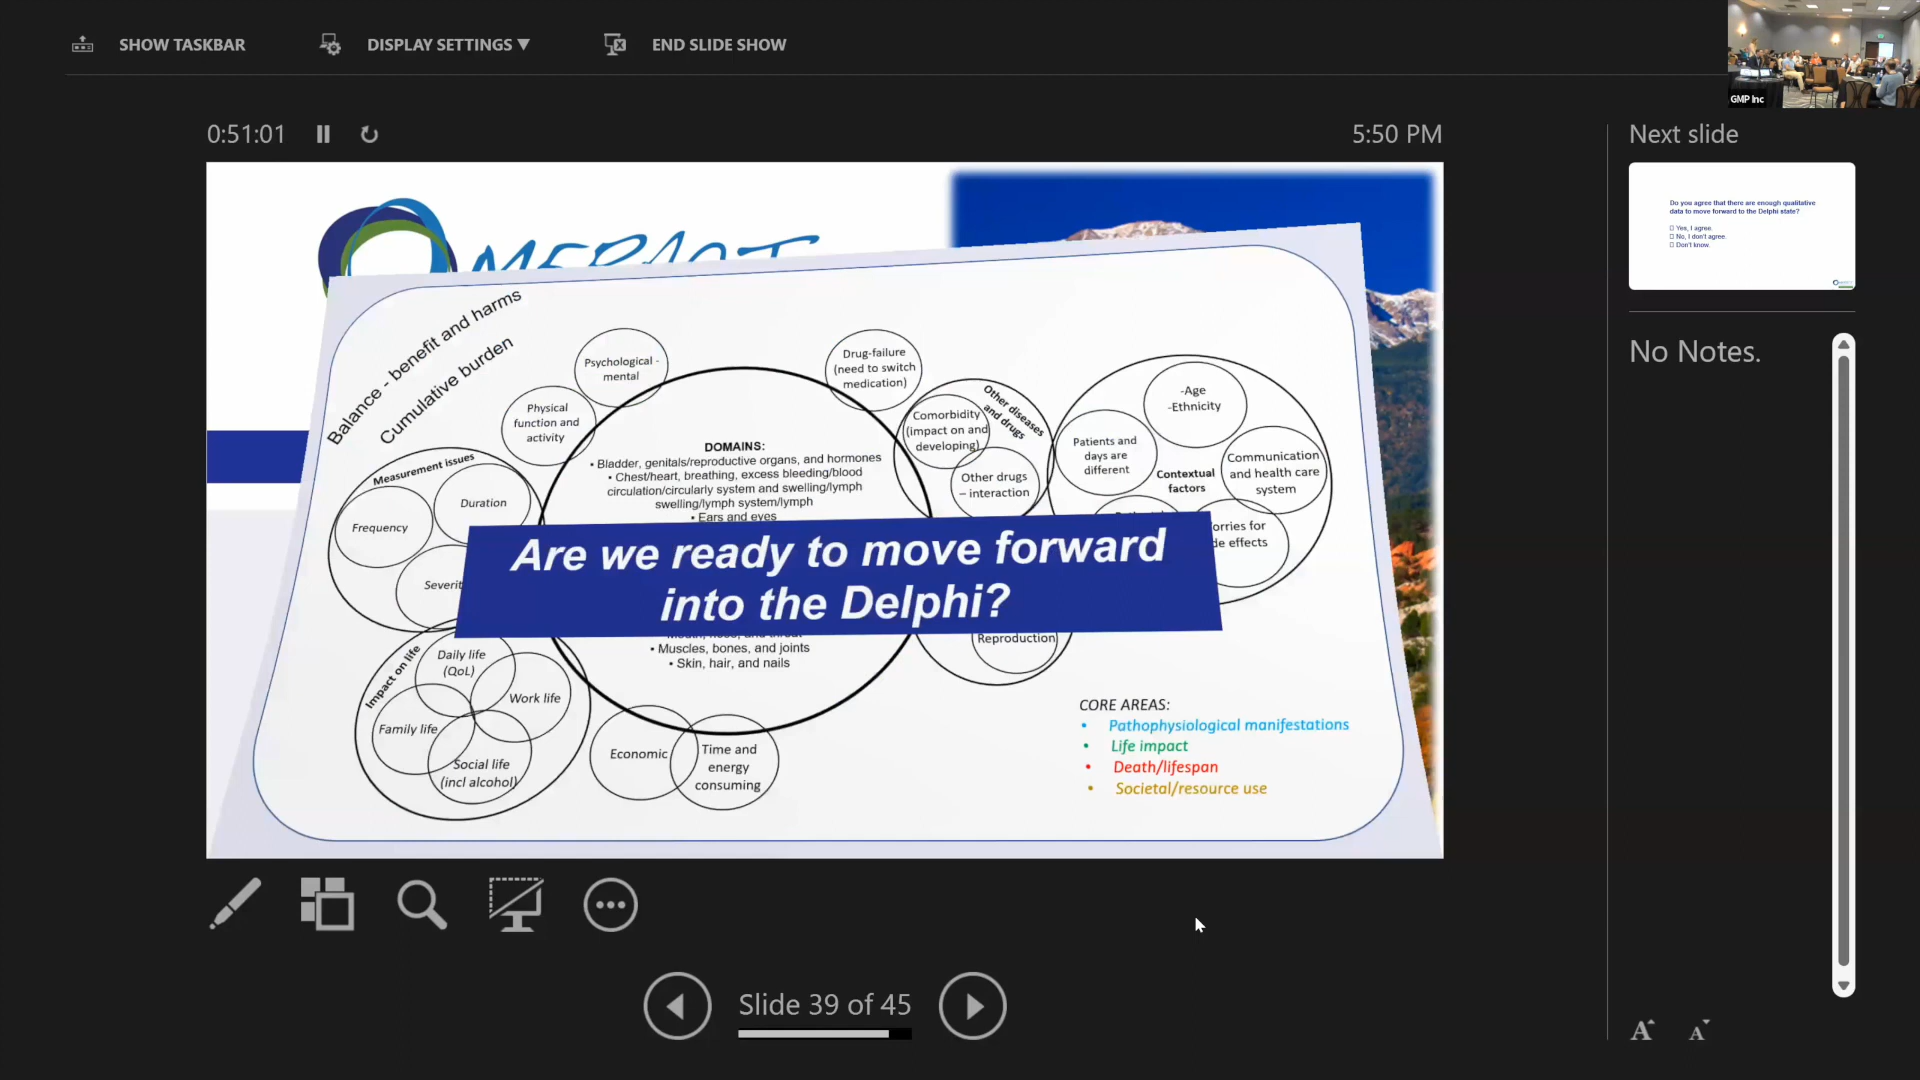 SHOW TASKBAR
DISPLAY SETTINGS ▼
END SLIDE SHOW
GMP Inc
0:51:01
5:50 PM
Next slide
Do you agree that there are enough qualitative
data to move forward to the Delphi state?
Yes, I agree.
No, I don't agree.
Don't know.
No Notes.
Balance - benefit and harms
Cumulative burden
Psychological -
mental
Physical
function and
activity
Drug-failure
(need to switch
medication)
Other diseases
and drugs
Comorbidity
(impact on and
developing)
Other drugs
– interaction
-Age
-Ethnicity
Patients and
days are
different
Contextual
factors
Communication
and health care
system
effects
Measurement issues
Frequency
Duration
DOMAINS:
• Bladder, genitals/reproductive organs, and hormones
• Chest/heart, breathing, excess bleeding/blood
circulation/circularly system and swelling/lymph
swelling/lymph system/lymph
• Ears and eyes
Are we ready to move forward
into the Delphi?
• Muscles, bones, and joints
• Skin, hair, and nails
Reproduction
Impact on life
Daily life
(QoL)
Work life
Family life
Social life
(incl alcohol)
Economic
Time and
energy
consuming
CORE AREAS:
• Pathophysiological manifestations
• Life impact
• Death/lifespan
• Societal/resource use
Slide 39 of 45